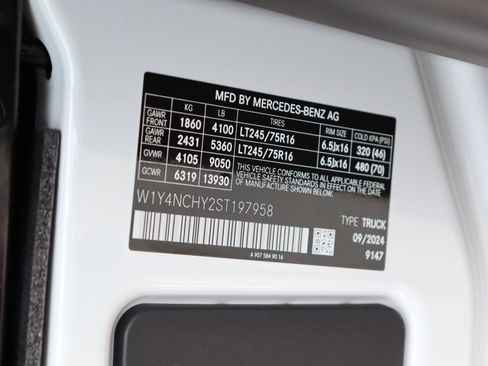 MFD BY MERCEDES-BENZ AG
KG LB TIRES RIM SIZE COLD KPA (PSI)
GAWR FRONT 1860 4100 LT245/75R16 6.5Jx16 320 (46)
GAWR REAR 2431 5360 LT245/75R16 6.5Jx16 480 (70)
GVWR 4105 9050 THIS VEHICLE CONFORMS TO ALL APPLICABLE FEDERAL MOTOR
GCWR 6319 13930 VEHICLE SAFETY STANDARDS IN EFFECT ON THE DATE
OF MANUFACTURE SHOWN
W1Y4NCHY2ST197958
TYPE TRUCK
09/2024
9147
A 907 584 90 16